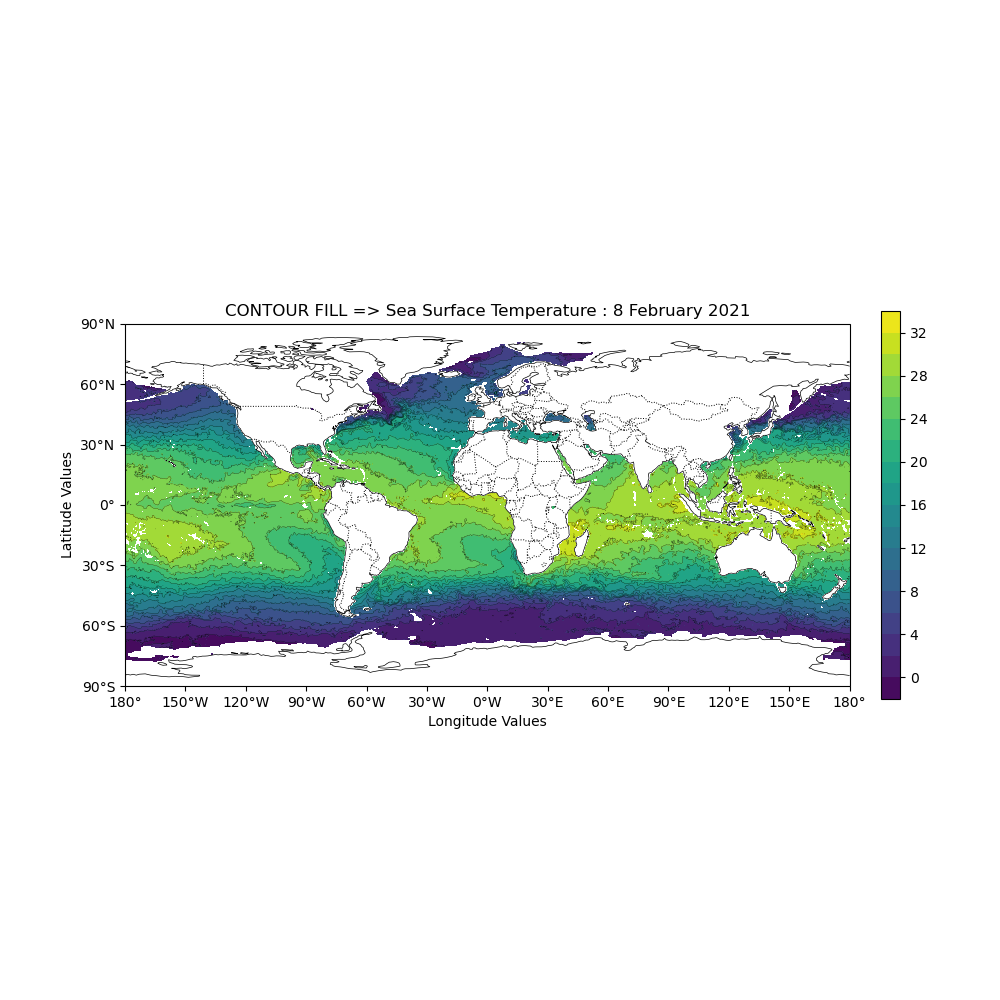 CONTOUR FILL => Sea Surface Temperature : 8 February 2021
90°N
60°N
30°N
0°
30°S
60°S
90°S
Latitude Values
180° 150°W 120°W 90°W 60°W 30°W 0°W 30°E 60°E 90°E 120°E 150°E 180°
Longitude Values
32
28
24
20
16
12
8
4
0